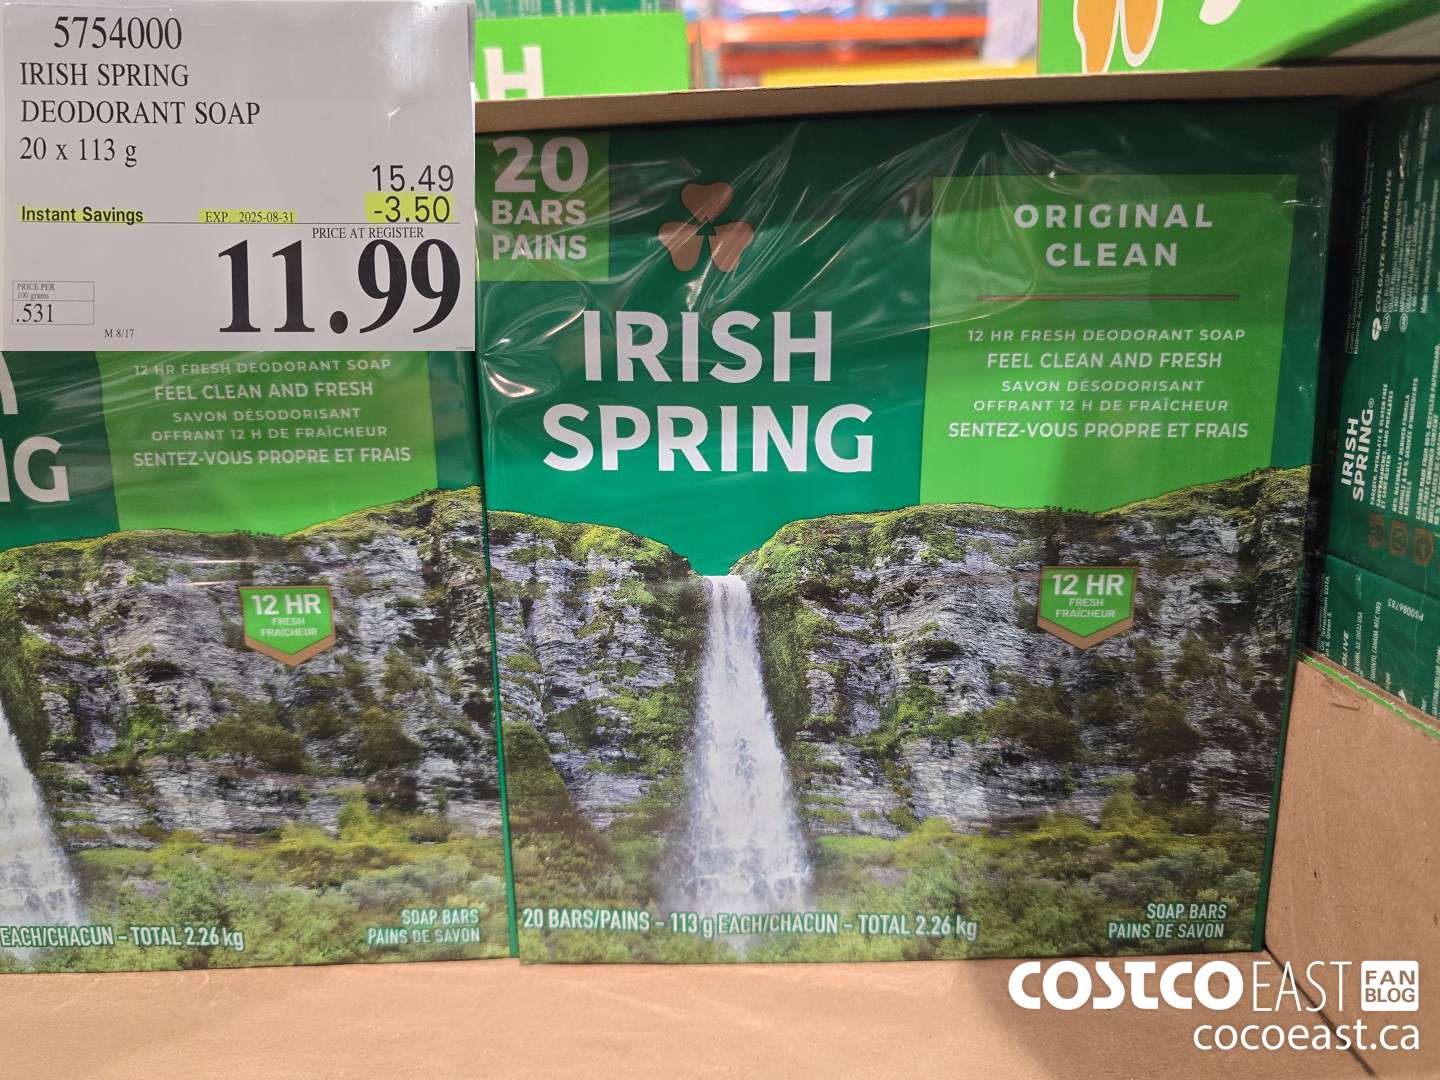 5754000
IRISH SPRING
DEODORANT SOAP
20 x 113 g
15.49
Instant Savings EXP. 2025-08-31 -3.50
PRICE AT REGISTER
11.99
PRICE PER
100 grams
.531
M 8/17
H
20
BARS
PAINS
IRISH
SPRING
ORIGINAL
CLEAN
12 HR FRESH DEODORANT SOAP
FEEL CLEAN AND FRESH
SAVON DÉSODORISANT
OFFRANT 12 H DE FRAÎCHEUR
SENTEZ-VOUS PROPRE ET FRAIS
12 HR
FRESH
FRAÎCHEUR
20 BARS/PAINS – 113 g EACH/CHACUN – TOTAL 2.26 kg
SOAP BARS
PAINS DE SAVON
NG
12 HR FRESH DEODORANT SOAP
FEEL CLEAN AND FRESH
SAVON DÉSODORISANT
OFFRANT 12 H DE FRAÎCHEUR
SENTEZ-VOUS PROPRE ET FRAIS
12 HR
FRESH
FRAÎCHEUR
EACH/CHACUN – TOTAL 2.26 kg
SOAP BARS
PAINS DE SAVON
COLGATE-PALMOLIVE
IRISH
SPRING®
P9986783
COSTCO EAST FAN BLOG
cocoeast.ca